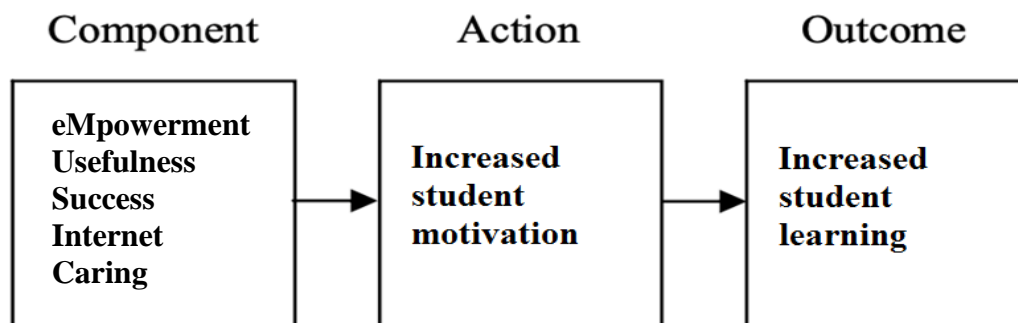 Component
Action
Outcome
eMpowerment
Usefulness
Success
Internet
Caring
Increased
student
motivation
Increased
student
learning